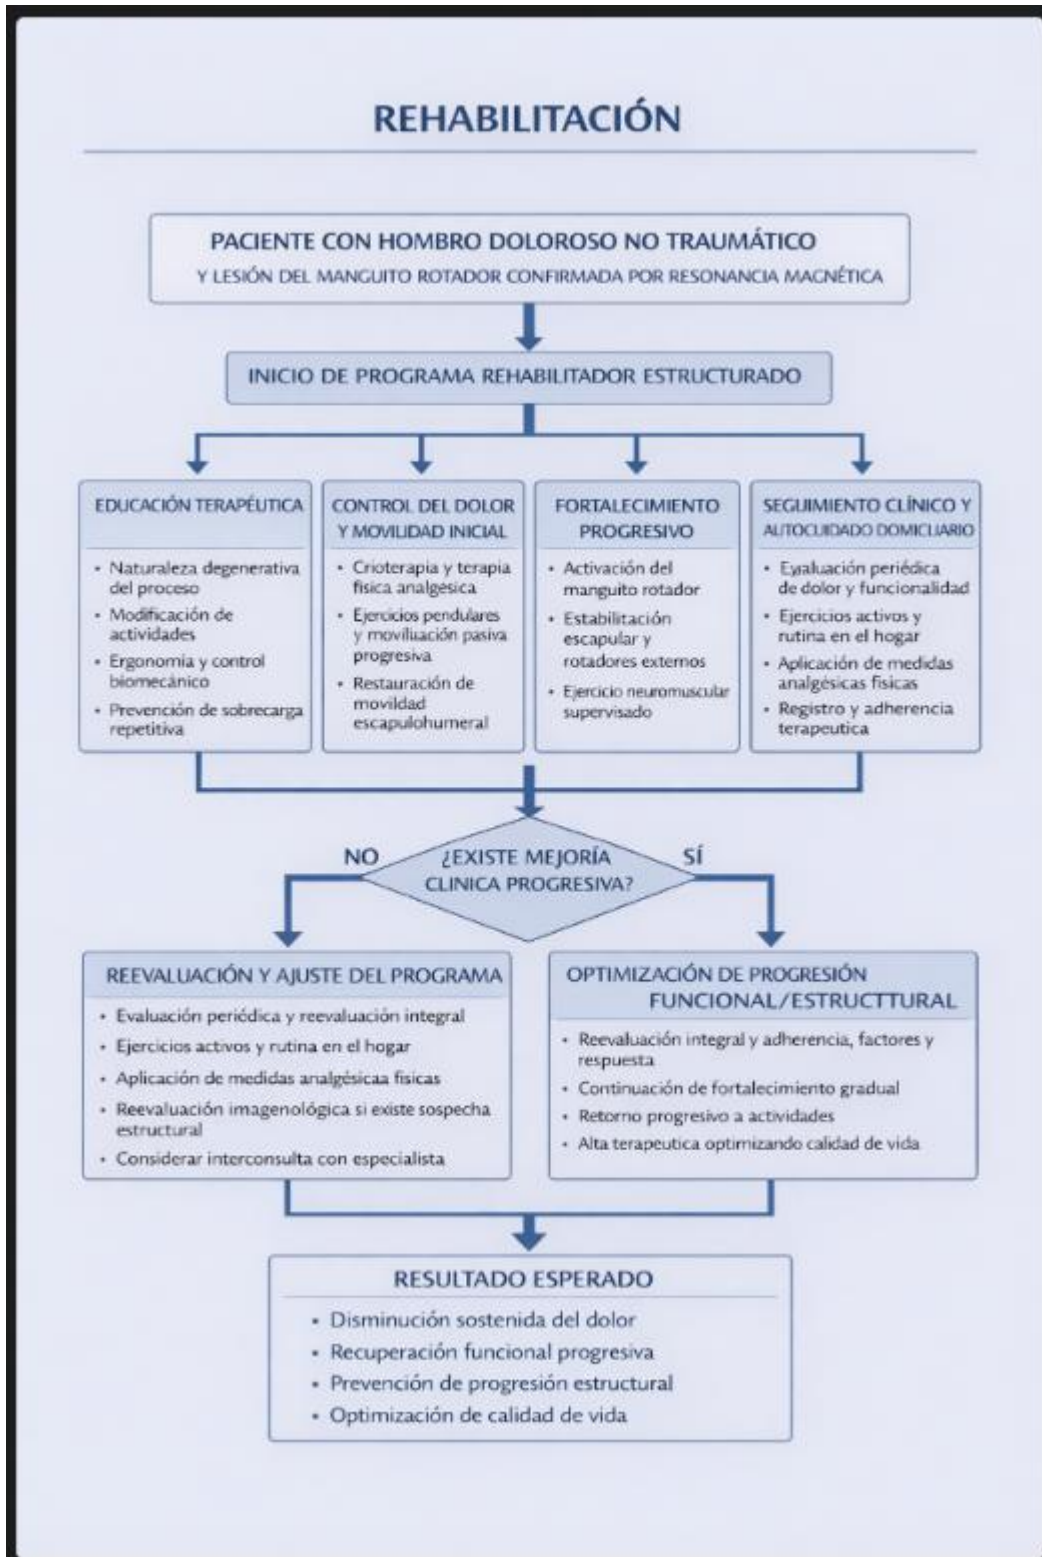 REHABILITACIÓN
PACIENTE CON HOMBRO DOLOROSO NO TRAUMÁTICO
Y LESIÓN DEL MANGUITO ROTADOR CONFIRMADA POR RESONANCIA MAGNÉTICA
INICIO DE PROGRAMA REHABILITADOR ESTRUCTURADO
EDUCACIÓN TERAPÉUTICA
• Naturaleza degenerativa
del proceso
• Modificación de
actividades
• Ergonomia y control
biomecánico
• Prevención de sobrecarga
repetitiva
CONTROL DEL DOLOR
Y MOVILIDAD INICIAL
• Crioterapia y terapia
física analgesica
• Ejercicios pendulares
y moviluación pasiva
progresiva
• Restauración de
movildad
escapulohumeral
FORTALECIMIENTO
PROGRESIVO
• Activación del
manguito rotador
• Estabilitación
escapular y
rotadores externos
• Ejercicio neuromuscular
supervisado
SEGUIMIENTO CLÍNICO Y
AUTOCUIDADO DOMICLIARIO
• Evaluación periédica
de dolor y funcionalidad
• Ejercicios activos y
rutina en el hogar
• Aplicación de medidas
analgésicas físicas
• Registro y adherencia
terapeutica
¿EXISTE MEJORÍA
CLINICA PROGRESIVA?
NO
SÍ
REEVALUACIÓN Y AJUSTE DEL PROGRAMA
• Evaluación periódica y reevaluación integral
• Ejercicios activos y rutina en el hogar
• Aplicación de medidas analgésicaa fisicas
• Reevaluación imagenológica si existe sospecha
estructural
• Considerar interconsulta con especialista
OPTIMIZACIÓN DE PROGRESIÓN
FUNCIONAL/ESTRUCTTURAL
• Reevaluación integral y adherencia, factores y
respuesta
• Continuación de fortalecimiento gradual
• Retorno progresivo a actividades
• Alta terapeutica optimizando calidad de vida
RESULTADO ESPERADO
• Disminución sostenida del dolor
• Recuperación funcional progresiva
• Prevención de progresión estructural
• Optimización de calidad de vida